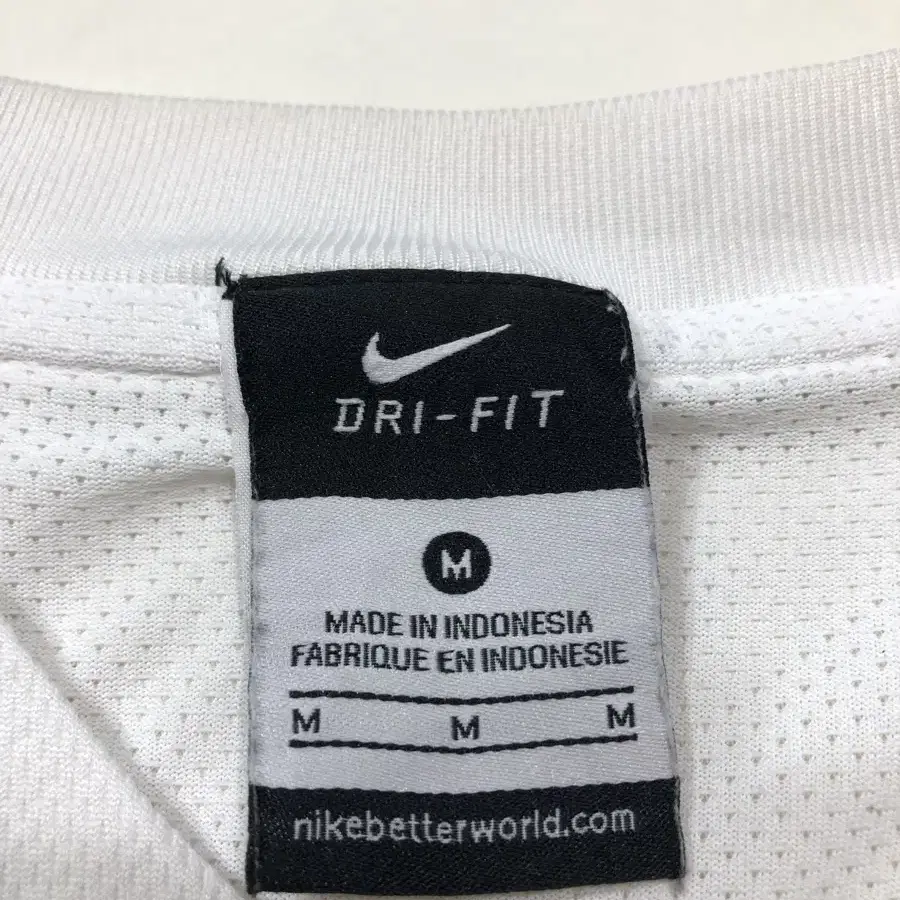 DRI-FIT
M
MADE IN INDONESIA
FABRIQUE EN INDONESIE
M M M
nikebetterworld.com